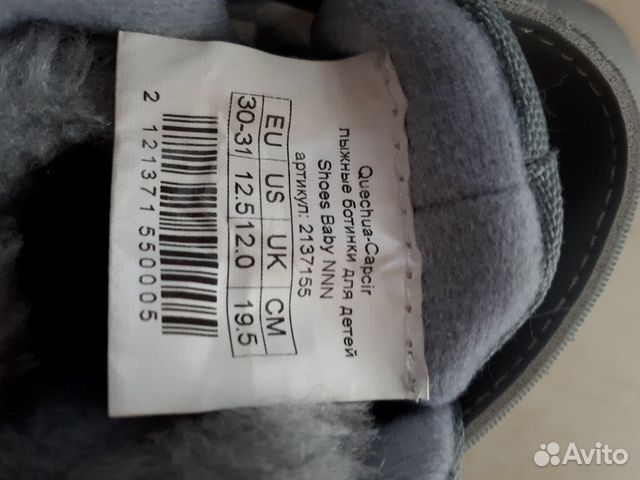 Quechua-Capcir
лыжные ботинки для детей
Shoes Baby NNN
артикул: 2137155
EU US UK CM
30-31 12.5 12.0 19.5
2 121371 550005
Avito